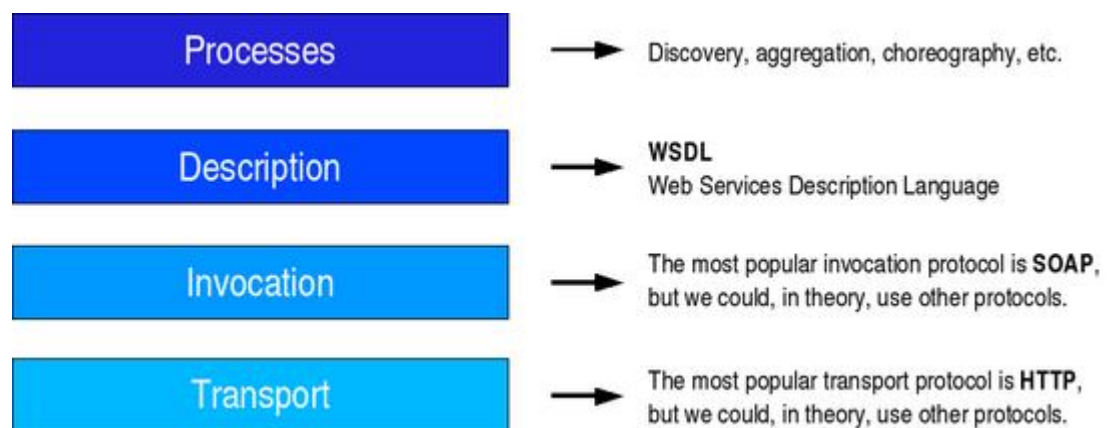 Processes
Discovery, aggregation, choreography, etc.
Description
WSDL
Web Services Description Language
Invocation
The most popular invocation protocol is SOAP,
but we could, in theory, use other protocols.
Transport
The most popular transport protocol is HTTP,
but we could, in theory, use other protocols.